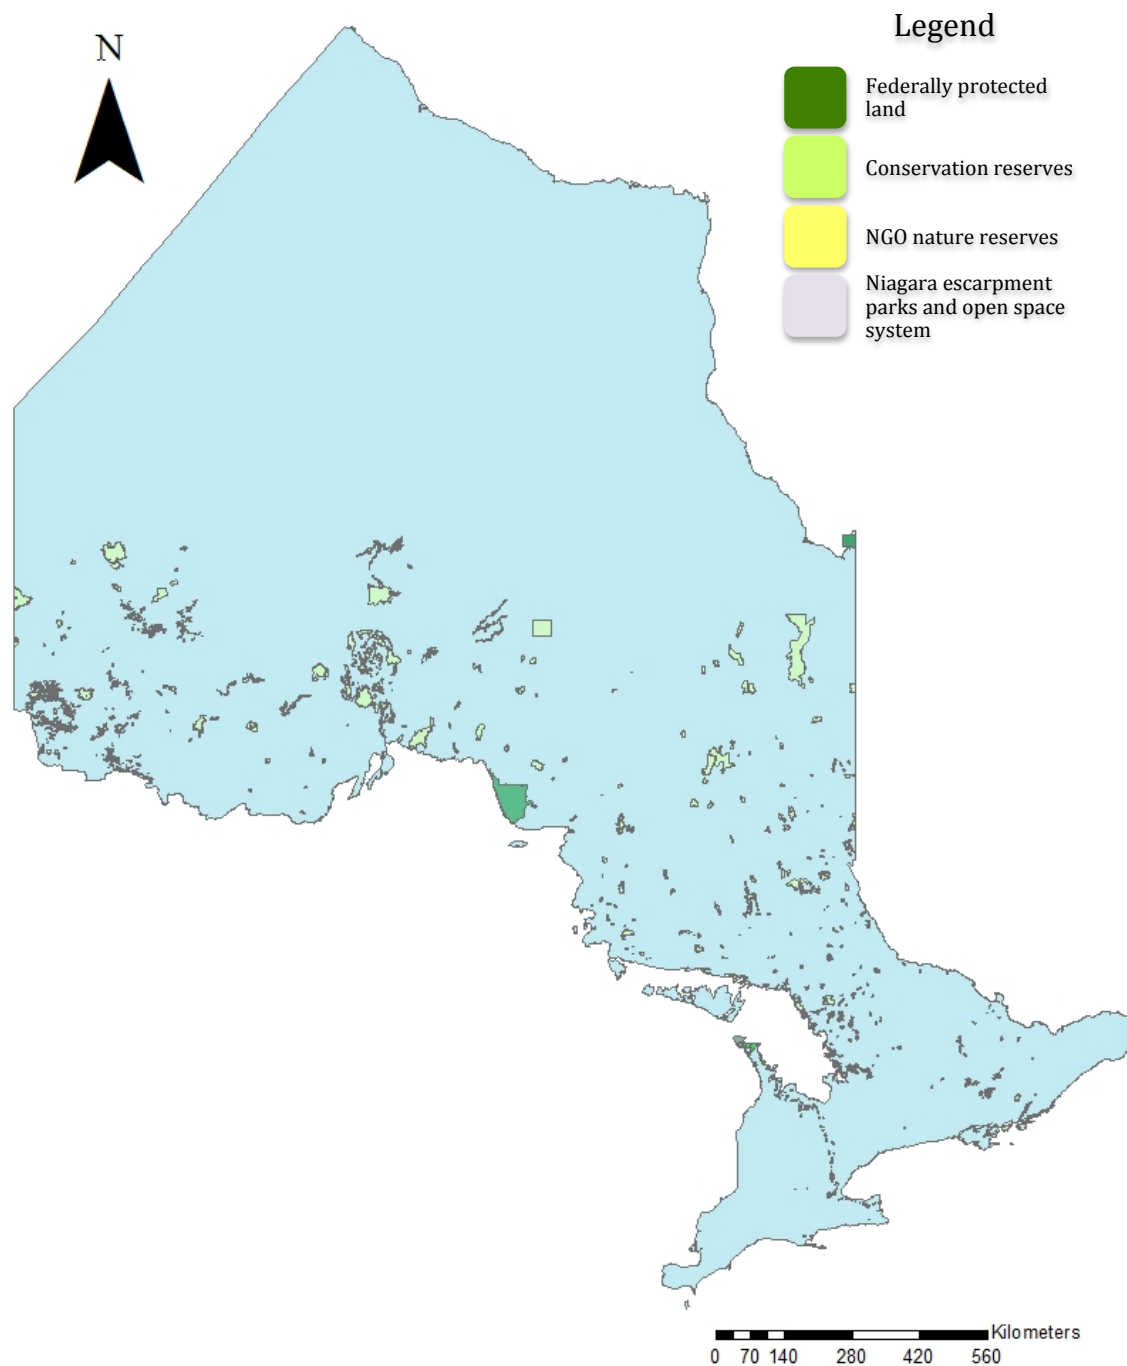 N
Legend
Federally protected
land
Conservation reserves
NGO nature reserves
Niagara escarpment
parks and open space
system
Kilometers
0 70 140 280 420 560